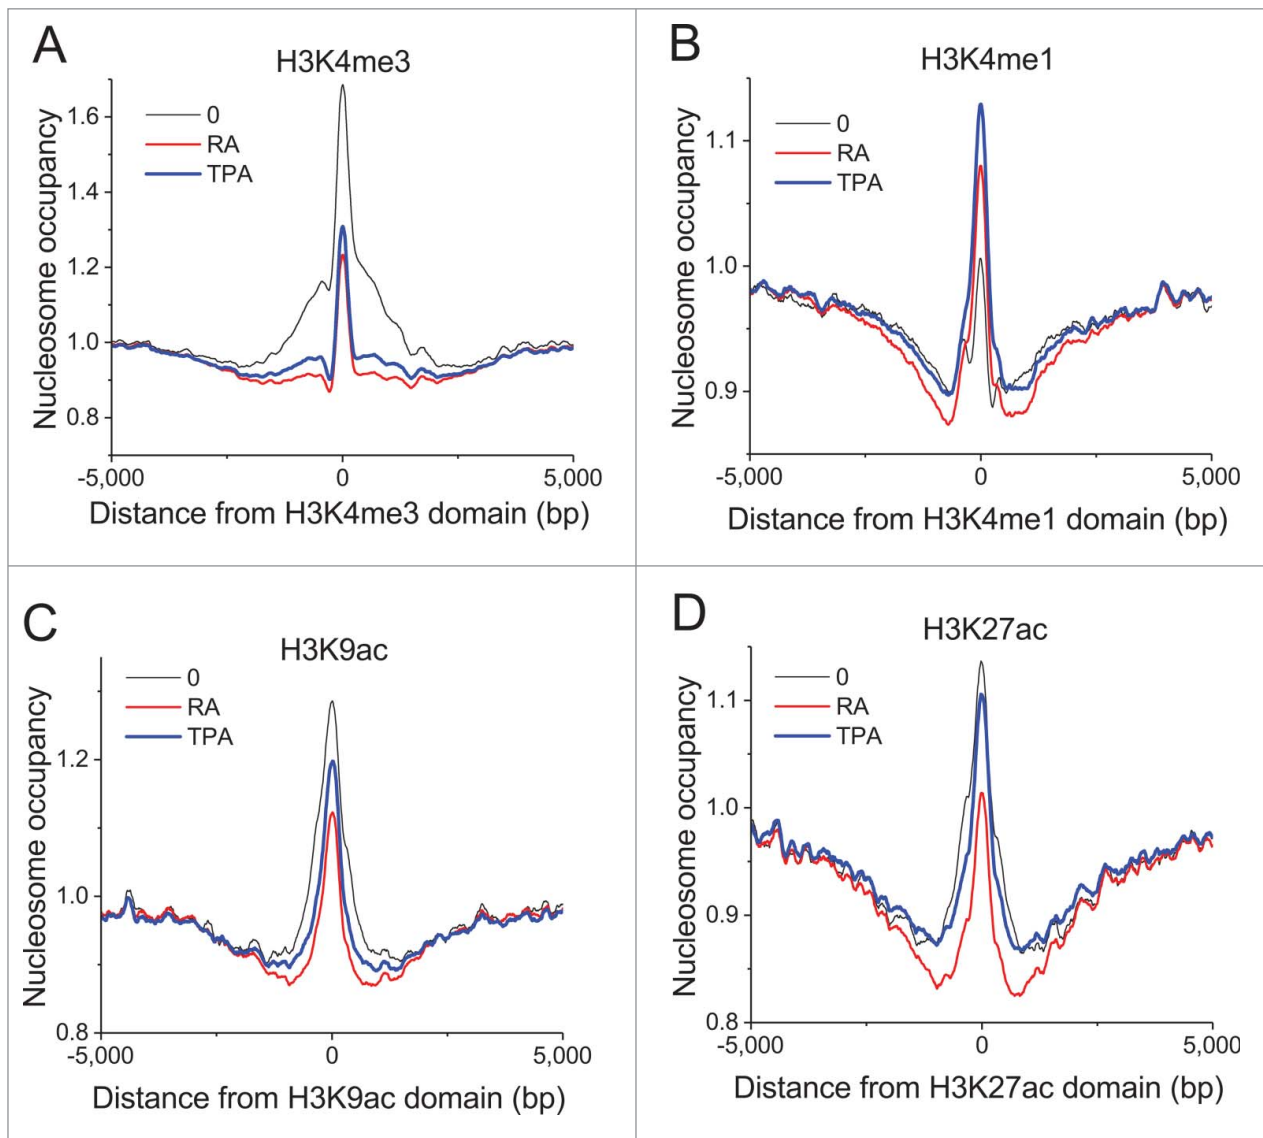 A
H3K4me3
0
RA
TPA
Nucleosome occupancy
1.6
1.4
1.2
1.0
0.8
-5,000
0
5,000
Distance from H3K4me3 domain (bp)
B
H3K4me1
0
RA
TPA
Nucleosome occupancy
1.1
1.0
0.9
-5,000
0
5,000
Distance from H3K4me1 domain (bp)
C
H3K9ac
0
RA
TPA
Nucleosome occupancy
1.2
1.0
0.8
-5,000
0
5,000
Distance from H3K9ac domain (bp)
D
H3K27ac
0
RA
TPA
Nucleosome occupancy
1.1
1.0
0.9
0.8
-5,000
0
5,000
Distance from H3K27ac domain (bp)